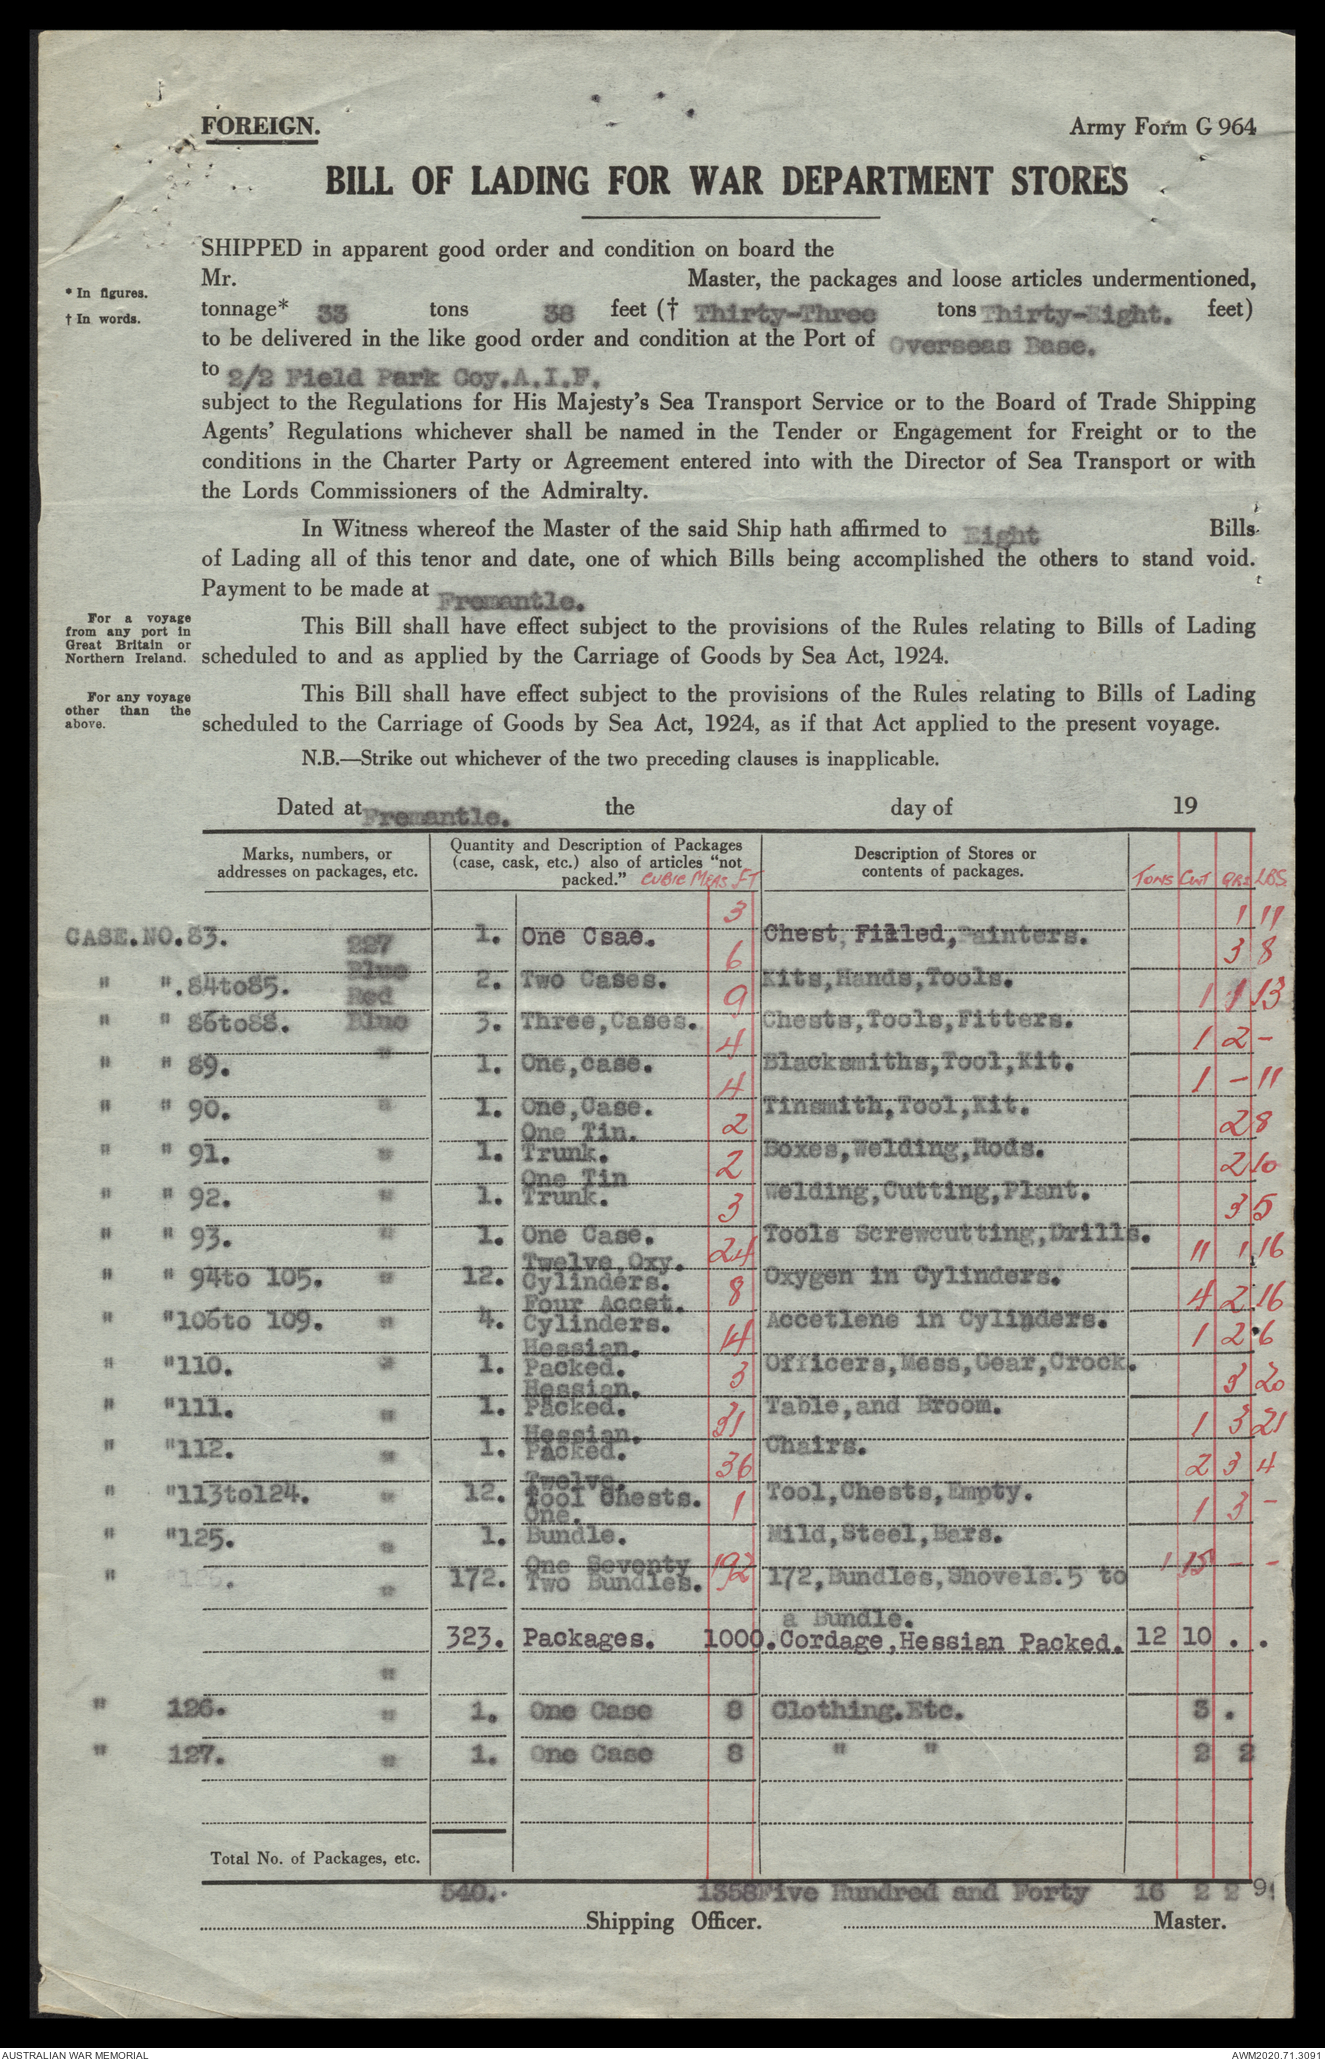 FOREIGN. Army Form G 964
BILL OF LADING FOR WAR DEPARTMENT STORES
SHIPPED in apparent good order and condition on board the
Mr. Master, the packages and loose articles undermentioned,
* In figures.
tonnage* 33 tons 38 feet († Thirty-Three tons Thirty-Eight. feet)
† In words.
to be delivered in the like good order and condition at the Port of Overseas Base.
to 2/2 Field Park Coy.A.I.F.
subject to the Regulations for His Majesty's Sea Transport Service or to the Board of Trade Shipping
Agents' Regulations whichever shall be named in the Tender or Engagement for Freight or to the
conditions in the Charter Party or Agreement entered into with the Director of Sea Transport or with
the Lords Commissioners of the Admiralty.
In Witness whereof the Master of the said Ship hath affirmed to Eight Bills
of Lading all of this tenor and date, one of which Bills being accomplished the others to stand void.
Payment to be made at Fremantle.
For a voyage
from any port in
Great Britain or
Northern Ireland.
This Bill shall have effect subject to the provisions of the Rules relating to Bills of Lading
scheduled to and as applied by the Carriage of Goods by Sea Act, 1924.
For any voyage
other than the
above.
This Bill shall have effect subject to the provisions of the Rules relating to Bills of Lading
scheduled to the Carriage of Goods by Sea Act, 1924, as if that Act applied to the present voyage.
N.B.—Strike out whichever of the two preceding clauses is inapplicable.
Dated at Fremantle. the day of 19
Marks, numbers, or
addresses on packages, etc.
Quantity and Description of Packages
(case, cask, etc.) also of articles "not
packed." CUBIC MEAS FT
Description of Stores or
contents of packages.
TONS CWT QRS LBS.
CASE.NO.83. 227 1. One Csae. 3 Chest, Filled, Painters. 1 11
Blue
" ".84to85. Red 2. Two Cases. 6 Kits,Hands,Tools. 3 8
" " 86to88. Blue 3. Three,Cases. 9 Chests,Tools,Fitters. 1 1 13
" " 89. " 1. One,case. 4 Blacksmiths,Tool,Kit. 1 2 -
" " 90. " 1. One,Case. 4 Tinsmith,Tool,Kit. 1 - 11
One Tin.
" " 91. " 1. Trunk. 2 Boxes,Welding,Rods. 2 8
One Tin
" " 92. " 1. Trunk. 2 Welding,Cutting,Plant. 2 10
" " 93. " 1. One Case. 3 Tools Screwcutting,Drills. 3 5
Twelve Oxy.
" " 94to 105. " 12. Cylinders. 24 Oxygen in Cylinders. 11 1 16
Four Accet.
" "106to 109. " 4. Cylinders. 8 Accetlene in Cylinders. 4 2 16
Hessian.
" "110. " 1. Packed. 14 Officers,Mess,Gear,Crock. 1 2 6
Hessian.
" "111. " 1. Packed. 3 Table,and Broom. 3 20
Hessian.
" "112. " 1. Packed. 31 Chairs. 1 3 21
Twelve.
" "113to124. " 12. Tool Chests. 36 Tool,Chests,Empty. 2 3 4
One.
" "125. " 1. Bundle. 1 Mild,Steel,Bars. 1 3 -
One Seventy
" "125. " 172. Two Bundles. 192 172,Bundles,Shovels.5 to 1 15 - -
a Bundle.
323. Packages. 1000. Cordage,Hessian Packed. 12 10 . .
"
" 126. " 1. One Case 8 Clothing.Etc. 3 .
" 127. " 1. One Case 8 " " 2 2
Total No. of Packages, etc.
540. 1358 Five Hundred and Forty 16 2 2 9
Shipping Officer. Master.
AUSTRALIAN WAR MEMORIAL AWM2020.71.3091